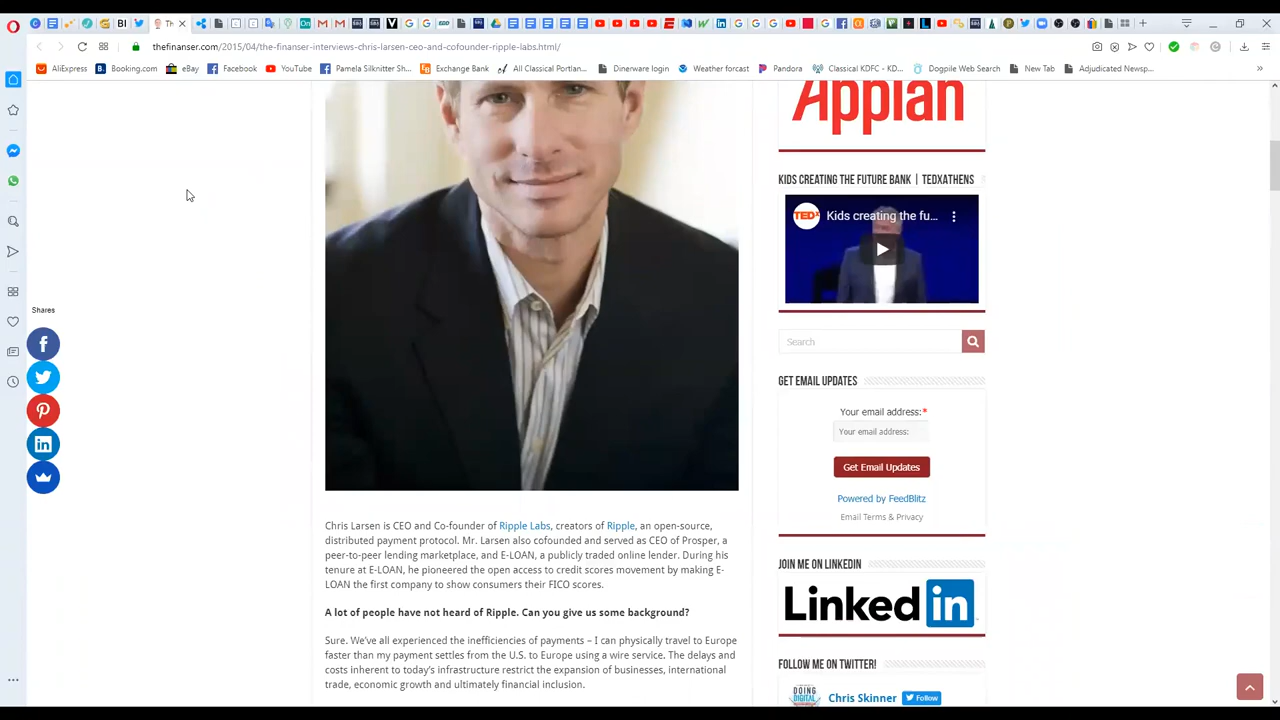 Th
thefinanser.com/2015/04/the-finanser-interviews-chris-larsen-ceo-and-cofounder-ripple-labs.html/
AliExpress
Booking.com
eBay
Facebook
YouTube
Pamela Silknitter Sh...
Exchange Bank
All Classical Portlan...
Dinerware login
Weather forcast
Pandora
Classical KDFC - KD...
Dogpile Web Search
New Tab
Adjudicated Newsp...
Shares
Chris Larsen is CEO and Co-founder of Ripple Labs, creators of Ripple, an open-source,
distributed payment protocol. Mr. Larsen also cofounded and served as CEO of Prosper, a
peer-to-peer lending marketplace, and E-LOAN, a publicly traded online lender. During his
tenure at E-LOAN, he pioneered the open access to credit scores movement by making E-
LOAN the first company to show consumers their FICO scores.
A lot of people have not heard of Ripple. Can you give us some background?
Sure. We've all experienced the inefficiencies of payments – I can physically travel to Europe
faster than my payment settles from the U.S. to Europe using a wire service. The delays and
costs inherent to today's infrastructure restrict the expansion of businesses, international
trade, economic growth and ultimately financial inclusion.
Appian
KIDS CREATING THE FUTURE BANK | TEDXATHENS
TEDx
Kids creating the fu...
Search
GET EMAIL UPDATES
Your email address:*
Your email address:
Get Email Updates
Powered by FeedBlitz
Email Terms & Privacy
JOIN ME ON LINKEDIN
Linked in
FOLLOW ME ON TWITTER!
DOING
DIGITAL
Chris Skinner
Follow